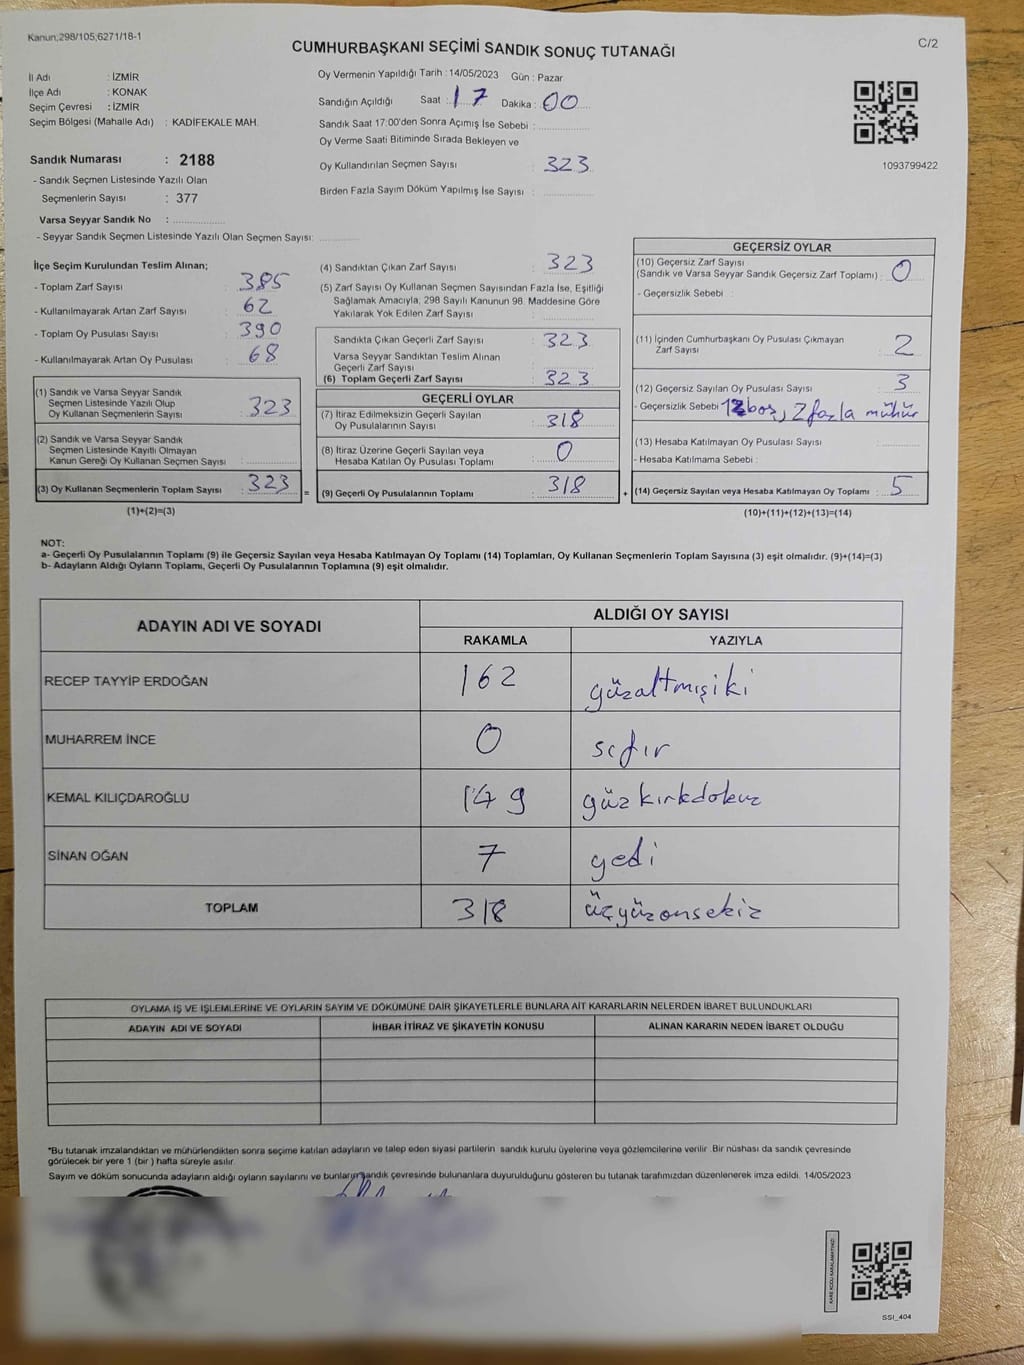 Kanun;298/105;6271/18-1
C/2
CUMHURBAŞKANI SEÇİMİ SANDIK SONUÇ TUTANAĞI
İl Adı : İZMİR
İlçe Adı : KONAK
Seçim Çevresi : İZMİR
Seçim Bölgesi (Mahalle Adı) : KADİFEKALE MAH.
Sandık Numarası : 2188
- Sandık Seçmen Listesinde Yazılı Olan
Seçmenlerin Sayısı : 377
Varsa Seyyar Sandık No : ..............
- Seyyar Sandık Seçmen Listesinde Yazılı Olan Seçmen Sayısı: ............
Oy Vermenin Yapıldığı Tarih : 14/05/2023 Gün : Pazar
Sandığın Açıldığı Saat : 17 Dakika : 00
Sandık Saat 17:00'den Sonra Açımış İse Sebebi : ..............
Oy Verme Saati Bitiminde Sırada Bekleyen ve
Oy Kullandırılan Seçmen Sayısı : 323
Birden Fazla Sayım Döküm Yapılmış İse Sayısı : ..............
1093799422
İlçe Seçim Kurulundan Teslim Alınan;
- Toplam Zarf Sayısı : 385
- Kullanılmayarak Artan Zarf Sayısı : 62
- Toplam Oy Pusulası Sayısı : 390
- Kullanılmayarak Artan Oy Pusulası : 68
(1) Sandık ve Varsa Seyyar Sandık
Seçmen Listesinde Yazılı Olup
Oy Kullanan Seçmenlerin Sayısı : 323
(2) Sandık ve Varsa Seyyar Sandık
Seçmen Listesinde Kayıtlı Olmayan
Kanun Gereği Oy Kullanan Seçmen Sayısı : ..............
(3) Oy Kullanan Seçmenlerin Toplam Sayısı : 323
(1)+(2)=(3)
=
(4) Sandıktan Çıkan Zarf Sayısı : 323
(5) Zarf Sayısı Oy Kullanan Seçmen Sayısından Fazla İse, Eşitliği
Sağlamak Amacıyla, 298 Sayılı Kanunun 98. Maddesine Göre
Yakılarak Yok Edilen Zarf Sayısı : ..............
Sandıkta Çıkan Geçerli Zarf Sayısı : 323
Varsa Seyyar Sandıktan Teslim Alınan
Geçerli Zarf Sayısı : ..............
(6) Toplam Geçerli Zarf Sayısı : 323
GEÇERLİ OYLAR
(7) İtiraz Edilmeksizin Geçerli Sayılan
Oy Pusulalarının Sayısı : 318
(8) İtiraz Üzerine Geçerli Sayılan veya
Hesaba Katılan Oy Pusulası Toplamı : 0
(9) Geçerli Oy Pusulalarının Toplamı : 318
+
GEÇERSİZ OYLAR
(10) Geçersiz Zarf Sayısı
(Sandık ve Varsa Seyyar Sandık Geçersiz Zarf Toplamı) : 0
- Geçersizlik Sebebi :
(11) İçinden Cumhurbaşkanı Oy Pusulası Çıkmayan
Zarf Sayısı : 2
(12) Geçersiz Sayılan Oy Pusulası Sayısı : 3
- Geçersizlik Sebebi : boş, 2 fazla mühür
(13) Hesaba Katılmayan Oy Pusulası Sayısı : ..............
- Hesaba Katılmama Sebebi :
(14) Geçersiz Sayılan veya Hesaba Katılmayan Oy Toplamı : 5
(10)+(11)+(12)+(13)=(14)
NOT:
a- Geçerli Oy Pusulalarının Toplamı (9) ile Geçersiz Sayılan veya Hesaba Katılmayan Oy Toplamı (14) Toplamları, Oy Kullanan Seçmenlerin Toplam Sayısına (3) eşit olmalıdır. (9)+(14)=(3)
b- Adayların Aldığı Oyların Toplamı, Geçerli Oy Pusulalarının Toplamına (9) eşit olmalıdır.
ADAYIN ADI VE SOYADI
ALDIĞI OY SAYISI
RAKAMLA YAZIYLA
RECEP TAYYİP ERDOĞAN 162 yüzaltmışiki
MUHARREM İNCE 0 sıfır
KEMAL KILIÇDAROĞLU 149 yüzkırkdokuz
SİNAN OĞAN 7 yedi
TOPLAM 318 üçyüzonsekiz
OYLAMA İŞ VE İŞLEMLERİNE VE OYLARIN SAYIM VE DÖKÜMÜNE DAİR ŞİKAYETLERLE BUNLARA AİT KARARLARIN NELERDEN İBARET BULUNDUKLARI
ADAYIN ADI VE SOYADI İHBAR İTİRAZ VE ŞİKAYETİN KONUSU ALINAN KARARIN NEDEN İBARET OLDUĞU
*Bu tutanak imzalandıktan ve mühürlendikten sonra seçime katılan adayların ve talep eden siyasi partilerin sandık kurulu üyelerine veya gözlemcilerine verilir. Bir nüshası da sandık çevresinde
görülecek bir yere 1 (bir) hafta süreyle asılır.
Sayım ve döküm sonucunda adayların aldığı oyların sayılarını ve bunların sandık çevresinde bulunanlara duyurulduğunu gösteren bu tutanak tarafımızdan düzenlenerek imza edildi. 14/05/2023
KARE KODU KARALAMAYINIZ!
SSI_404